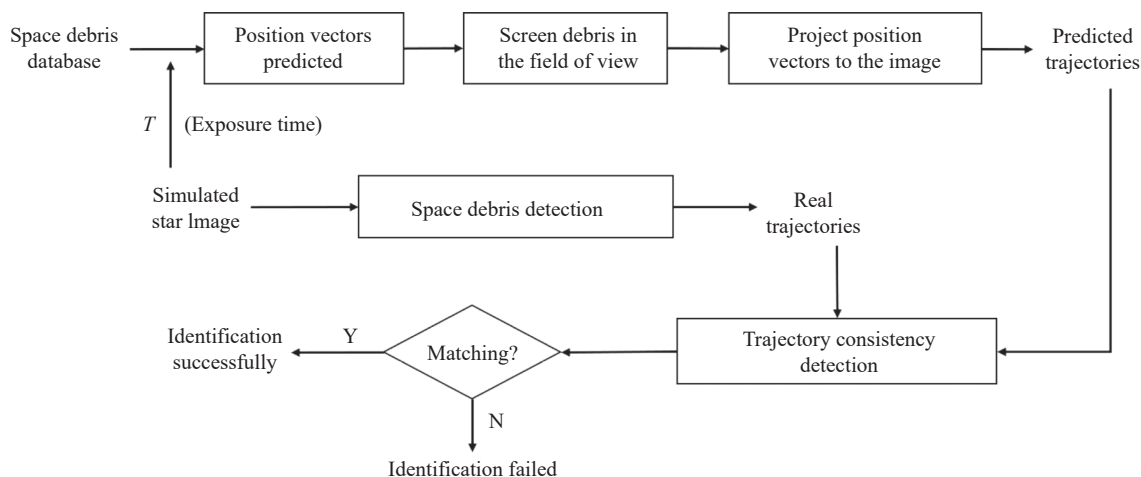 Space debris
database
Position vectors
predicted
Screen debris in
the field of view
Project position
vectors to the image
Predicted
trajectories
T (Exposure time)
Simulated
star lmage
Space debris detection
Real
trajectories
Identification
successfully
Y
Matching?
Trajectory consistency
detection
N
Identification failed